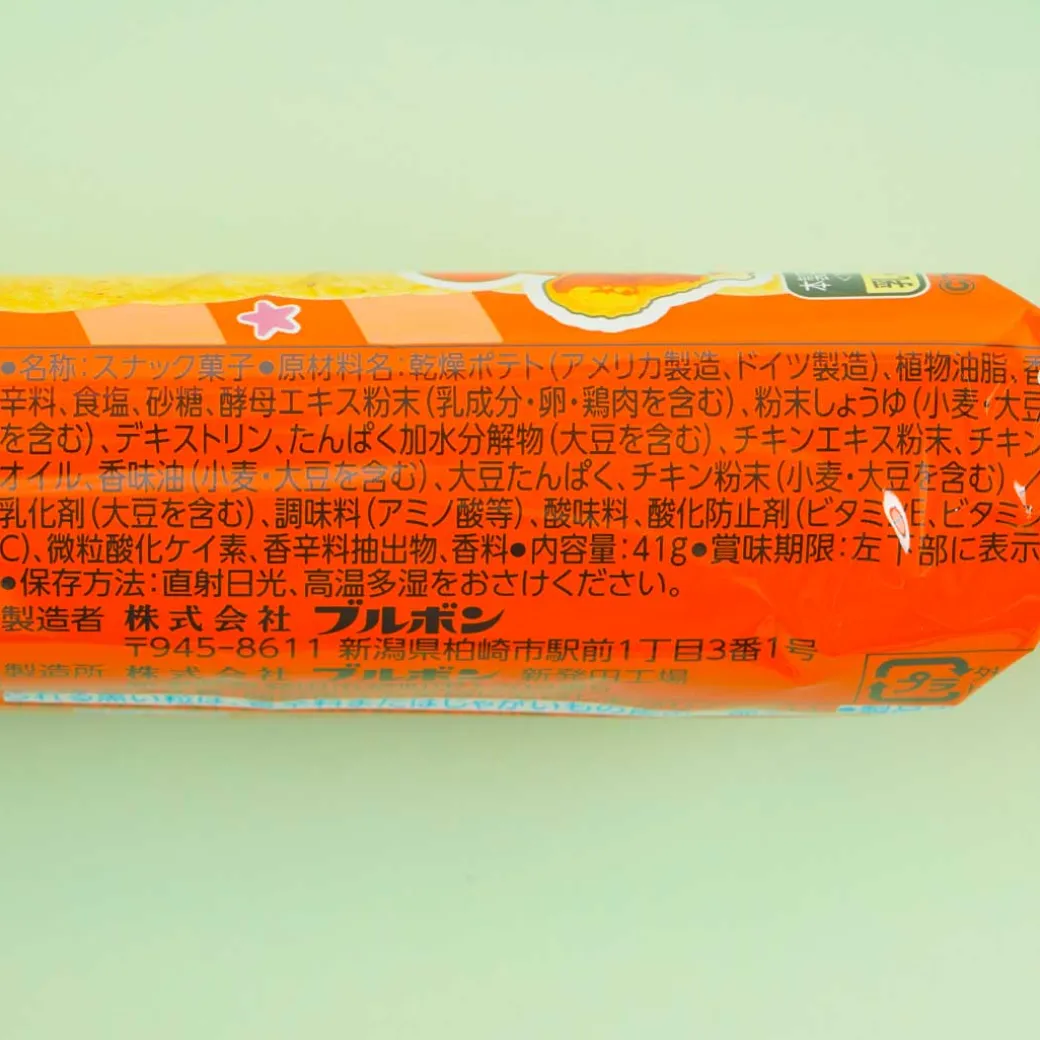 ●名称:スナック菓子●原材料名:乾燥ポテト(アメリカ製造、ドイツ製造)、植物油脂、香
辛料、食塩、砂糖、酵母エキス粉末(乳成分・卵・鶏肉を含む)、粉末しょうゆ(小麦・大豆
を含む)、デキストリン、たんぱく加水分解物(大豆を含む)、チキンエキス粉末、チキン
オイル、香味油(小麦・大豆を含む)、大豆たんぱく、チキン粉末(小麦・大豆を含む)/
乳化剤(大豆を含む)、調味料(アミノ酸等)、酸味料、酸化防止剤(ビタミンE、ビタミン
C)、微粒酸化ケイ素、香辛料抽出物、香料●内容量:41g●賞味期限:左下部に表示
●保存方法:直射日光、高温多湿をおさけください。
製造者 株式会社 ブルボン
〒945-8611 新潟県柏崎市駅前1丁目3番1号
製造所 株式会社 ブルボン 新発田工場
プラ